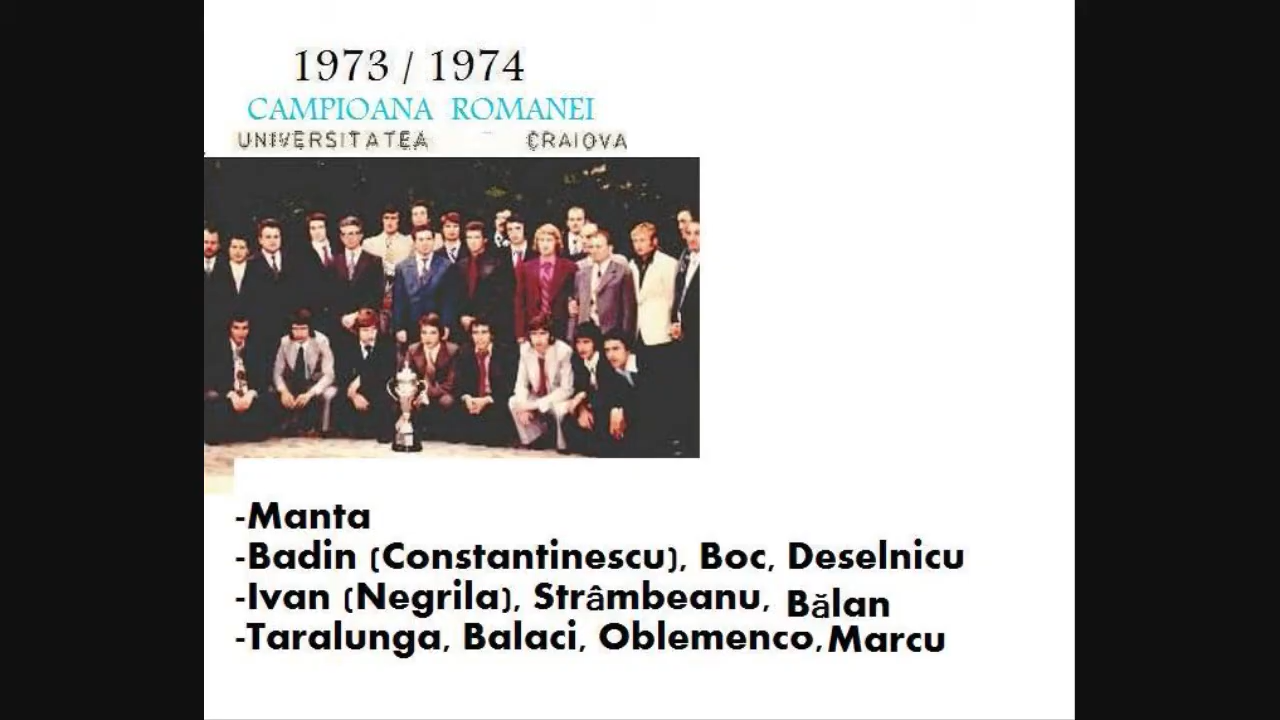 1973 / 1974
CAMPIOANA ROMANEI
UNIVERSITATEA - CRAIOVA
-Manta
-Badin (Constantinescu), Boc, Deselnicu
-Ivan (Negrila), Strâmbeanu, Bălan
-Taralunga, Balaci, Oblemenco, Marcu